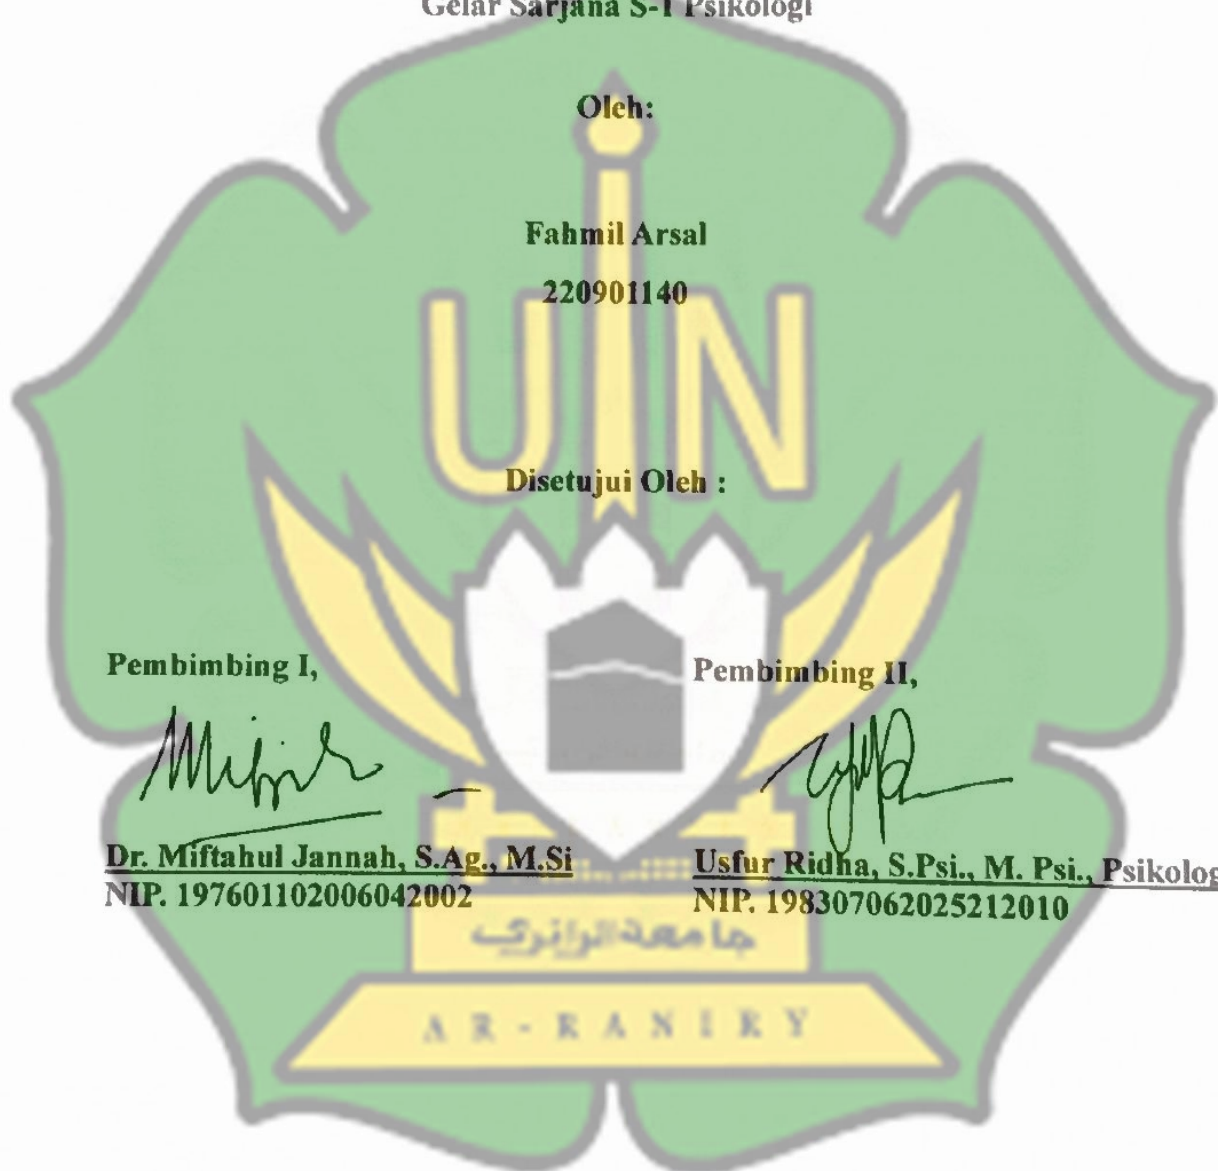 Gelar Sarjana S-1 Psikologi
Oleh:
Fahmil Arsal
220901140
UIN
Disetujui Oleh :
Pembimbing I,
Pembimbing II,
Dr. Miftahul Jannah, S.Ag., M.Si
NIP. 197601102006042002
Usfur Ridha, S.Psi., M. Psi., Psikolog
NIP. 198307062025212010
جامعة الرانري
AR-RANIRY